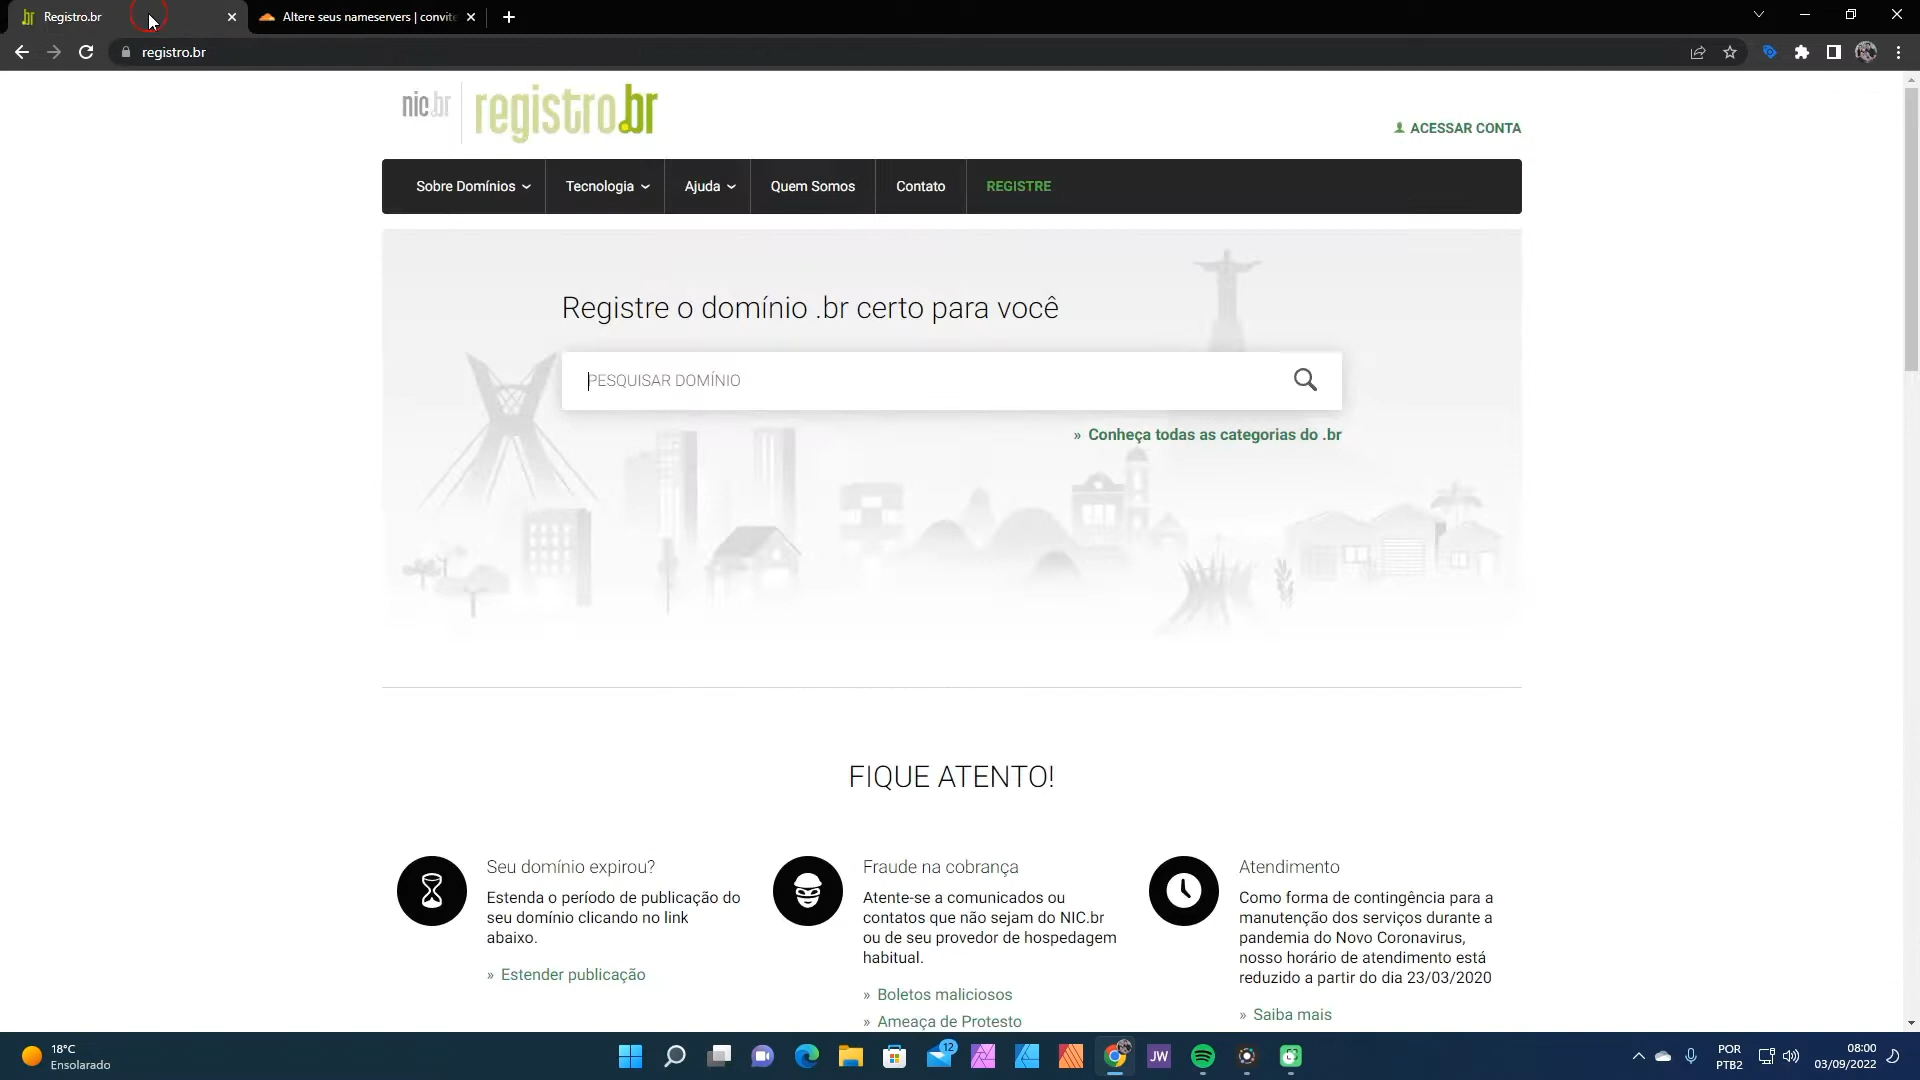 Registro.br
Altere seus nameservers | convite
registro.br
nic.br
registro.br
ACESSAR CONTA
Sobre Domínios
Tecnologia
Ajuda
Quem Somos
Contato
REGISTRE
Registre o domínio .br certo para você
PESQUISAR DOMÍNIO
» Conheça todas as categorias do .br
FIQUE ATENTO!
Seu domínio expirou?
Estenda o período de publicação do
seu domínio clicando no link
abaixo.
» Estender publicação
Fraude na cobrança
Atente-se a comunicados ou
contatos que não sejam do NIC.br
ou de seu provedor de hospedagem
habitual.
» Boletos maliciosos
» Ameaça de Protesto
Atendimento
Como forma de contingência para a
manutenção dos serviços durante a
pandemia do Novo Coronavirus,
nosso horário de atendimento está
reduzido a partir do dia 23/03/2020
» Saiba mais
18°C
Ensolarado
12
JW
POR
PTB2
08:00
03/09/2022